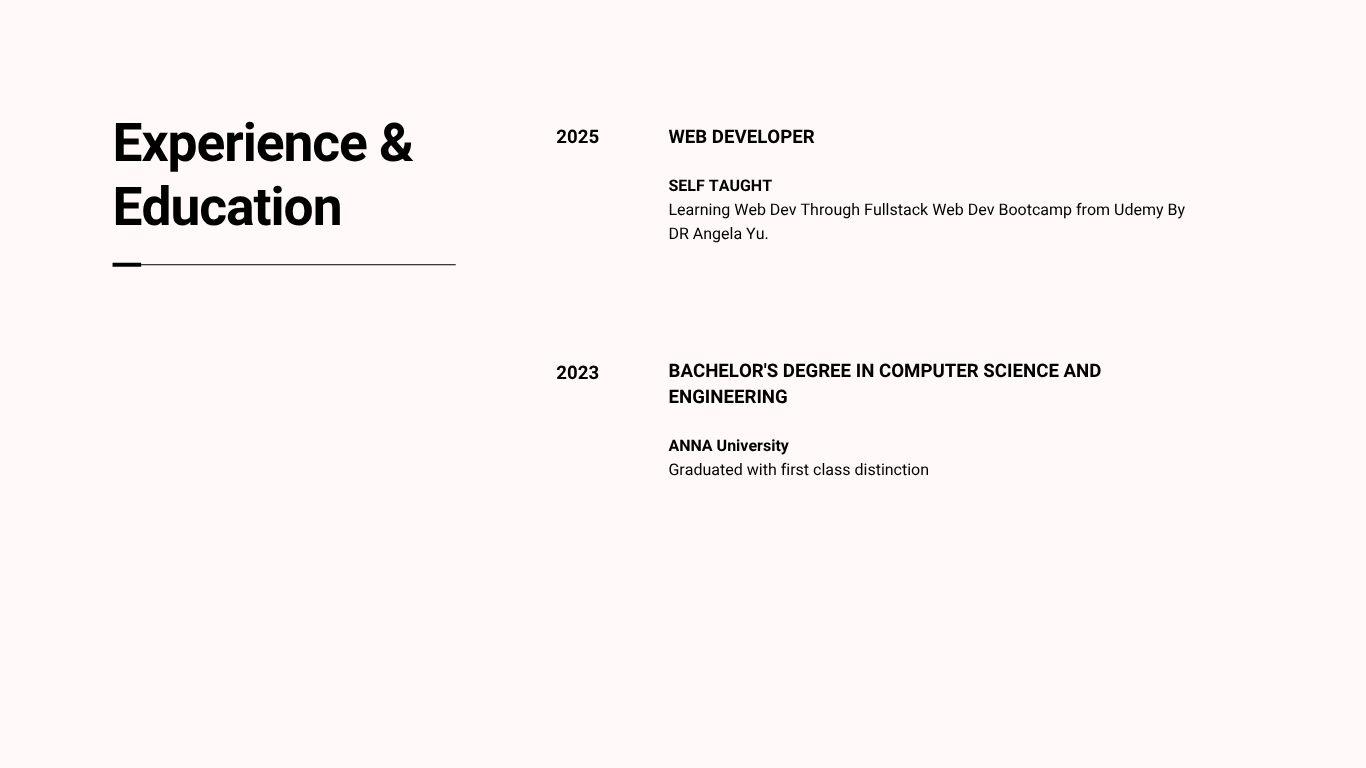 Experience &
Education
2025
WEB DEVELOPER
SELF TAUGHT
Learning Web Dev Through Fullstack Web Dev Bootcamp from Udemy By
DR Angela Yu.
2023
BACHELOR'S DEGREE IN COMPUTER SCIENCE AND
ENGINEERING
ANNA University
Graduated with first class distinction